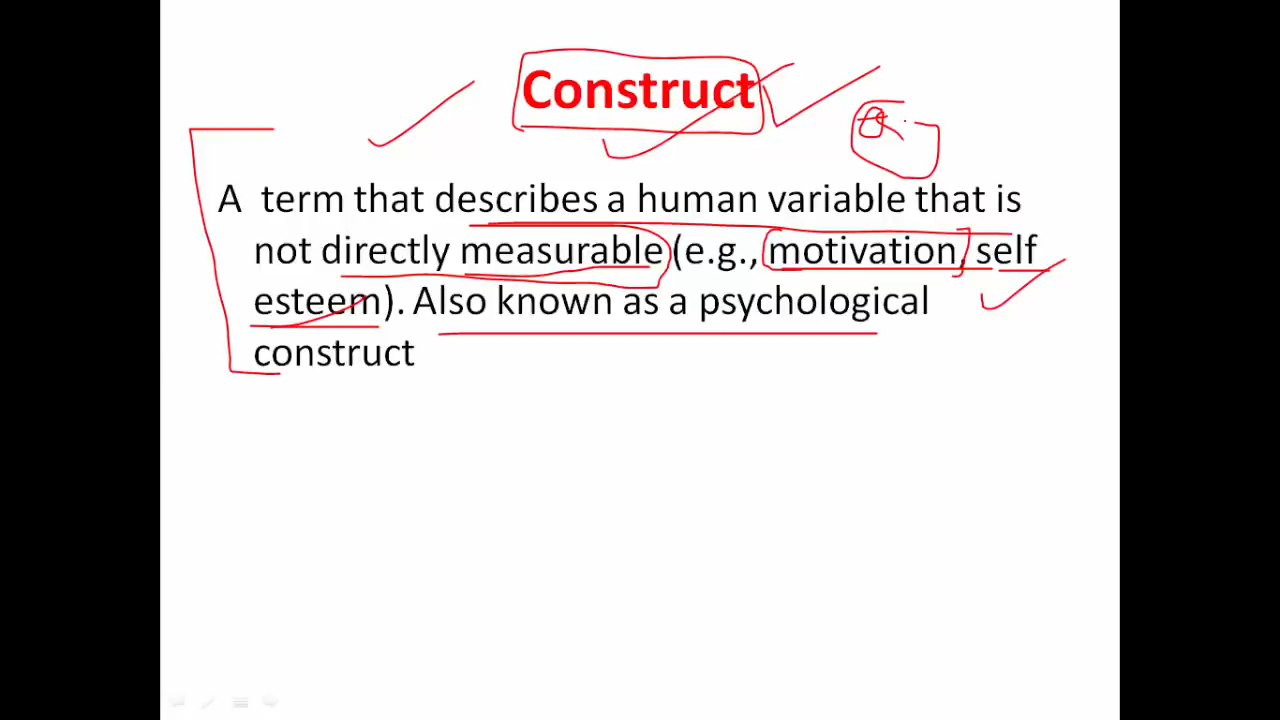 Construct
A term that describes a human variable that is
not directly measurable (e.g., motivation, self
esteem). Also known as a psychological
construct